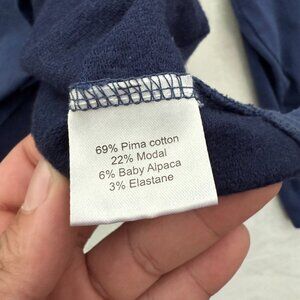 69% Pima cotton
22% Modal
6% Baby Alpaca
3% Elastane